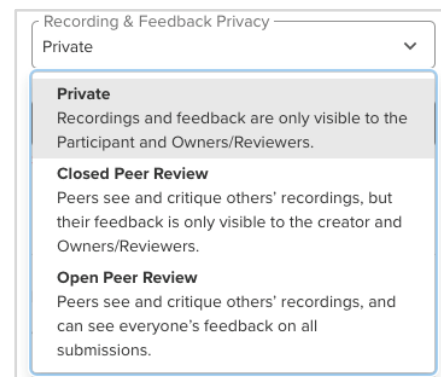 Recording & Feedback Privacy
Private
Private
Recordings and feedback are only visible to the
Participant and Owners/Reviewers.
Closed Peer Review
Peers see and critique others’ recordings, but
their feedback is only visible to the creator and
Owners/Reviewers.
Open Peer Review
Peers see and critique others’ recordings, and
can see everyone’s feedback on all
submissions.